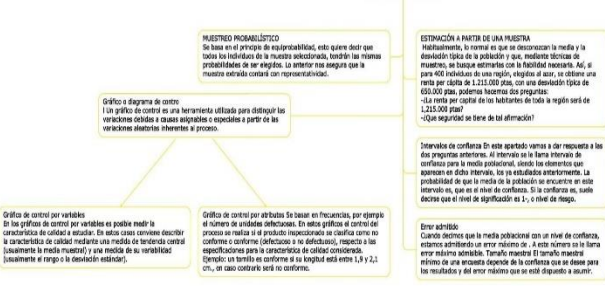 MUESTREO PROBABILÍSTICO
Se basa en el principio de equiprobabilidad, esto quiere decir que
todos los individuos de la muestra seleccionada, tendrán las mismas
probabilidades de ser elegidos. Lo anterior nos asegura que la
muestra extraída contará con representatividad.
ESTIMACIÓN A PARTIR DE UNA MUESTRA
Habitualmente, lo normal es que se desconozcan la media y la
desviación típica de la población y que, mediante técnicas de
muestreo, se busque estimarlas con la fiabilidad necesaria. Así, si
para 400 individuos de una región, elegidos al azar, se obtiene una
renta per cápita de 1.215.000 ptas, con una desviación típica de
650.000 ptas, podemos hacernos dos preguntas:
-¿La renta per capital de los habitantes de toda la región será de
1,215.000 ptas?
-¿Que seguridad se tiene de tal afirmación?
Gráfico o diagrama de contro
l Un gráfico de control es una herramienta utilizada para distinguir las
variaciones debidas a causas asignables o especiales a partir de las
variaciones aleatorias inherentes al proceso.
Intervalos de confianza En este apartado vamos a dar respuesta a las
dos preguntas anteriores. Al intervalo se le llama intervalo de
confianza para la media poblacional, siendo los elementos que
aparecen en dicho intervalo, los ya estudiados anteriormente. La
probabilidad de que la media de la población se encuentre en este
intervalo es, que es el nivel de confianza. Si la confianza es, suele
decirse que el nivel de significación es 1-, o nivel de riesgo.
Gráfica de control por variables
En los gráficos de control por variables es posible medir la
característica de calidad a estudiar. En estos casos conviene describir
la característica de calidad mediante una medida de tendencia central
(usualmente la media muestral) y una medida de su variabilidad
(usualmente el rango o la desviación estándar).
Gráfico de control por atributos Se basan en frecuencias, por ejemplo
el número de unidades defectuosas. En estos gráficos el control del
proceso se realiza si el producto inspeccionado se clasifica como no
conforme o conforme (defectuoso o no defectuoso), respecto a las
especificaciones para la característica de calidad considerada.
Ejemplo: un tornillo es conforme si su longitud está entre 1,9 y 2,1
cm., en caso contrario será no conforme.
Error admitido
Cuando decimos que la media poblacional con un nivel de confianza,
estamos admitiendo un error máximo de . A este número se le llama
error máximo admisible. Tamaño maestral El tamaño maestral
mínimo de una encuesta depende de la confianza que se desee para
los resultados y del error máximo que se esté dispuesto a asumir.